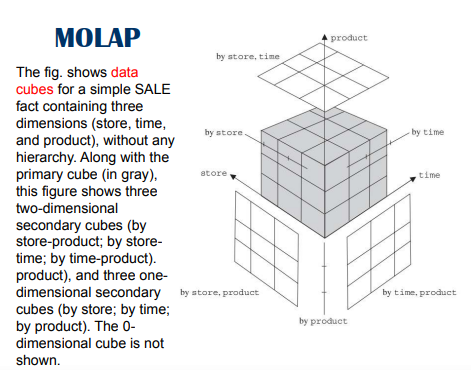 MOLAP
The fig. shows data
cubes for a simple SALE
fact containing three
dimensions (store, time,
and product), without any
hierarchy. Along with the
primary cube (in gray),
this figure shows three
two-dimensional
secondary cubes (by
store-product; by store-
time; by time-product).
product), and three one-
dimensional secondary
cubes (by store; by time;
by product). The 0-
dimensional cube is not
shown.
product
by store, time
by store
by time
store
time
by store, product
by time, product
by product